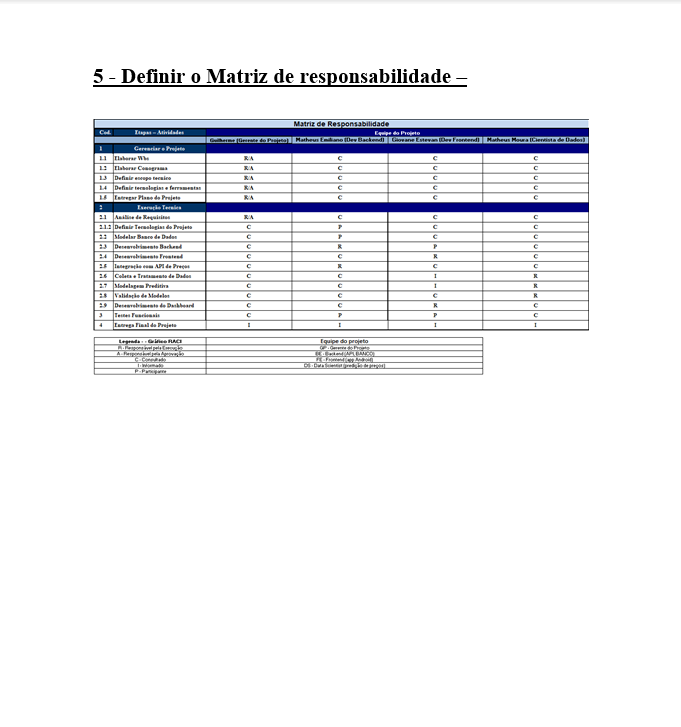 5 - Definir o Matriz de responsabilidade –
Matriz de Responsabilidade
Cod. Etapas – Atividades Equipe do Projeto
Guilherme (Gerente do Projeto) Matheus Emiliano (Dev Backend) Giovane Estevan (Dev Frontend) Matheus Moura (Cientista de Dados)
1 Gerenciar o Projeto
1.1 Elaborar Wbs R/A C C C
1.2 Elaborar Conograma R/A C C C
1.3 Definir escopo tecnico R/A C C C
1.4 Definir tecnologias e ferramentas R/A C C C
1.5 Entregar Plano do Projeto R/A C C C
2 Execução Tecnica
2.1 Análise de Requisitos R/A C C C
2.1.2 Definir Tecnologias do Projeto C P C C
2.2 Modelar Banco de Dados C P C C
2.3 Desenvolvimento Backend C R P C
2.4 Desenvolvimento Frontend C C R C
2.5 Integração com API de Preços C R C C
2.6 Coleta e Tratamento de Dados C C I R
2.7 Modelagem Preditiva C C I R
2.8 Validação de Modelos C C C R
2.9 Desenvolvimento do Dashboard C C R C
3 Testes Funcionais C P P C
4 Entrega Final do Projeto I I I I
Legenda - - Gráfico RACI Equipe do projeto
R - Responsável pela Execução GP - Gerente do Projeto
A - Responsável pela Aprovação BE - Backend (API, BANCO)
C - Consultado FE - Frontend (app Android)
I - Informado DS - Data Scientist (predição de preços)
P - Participante